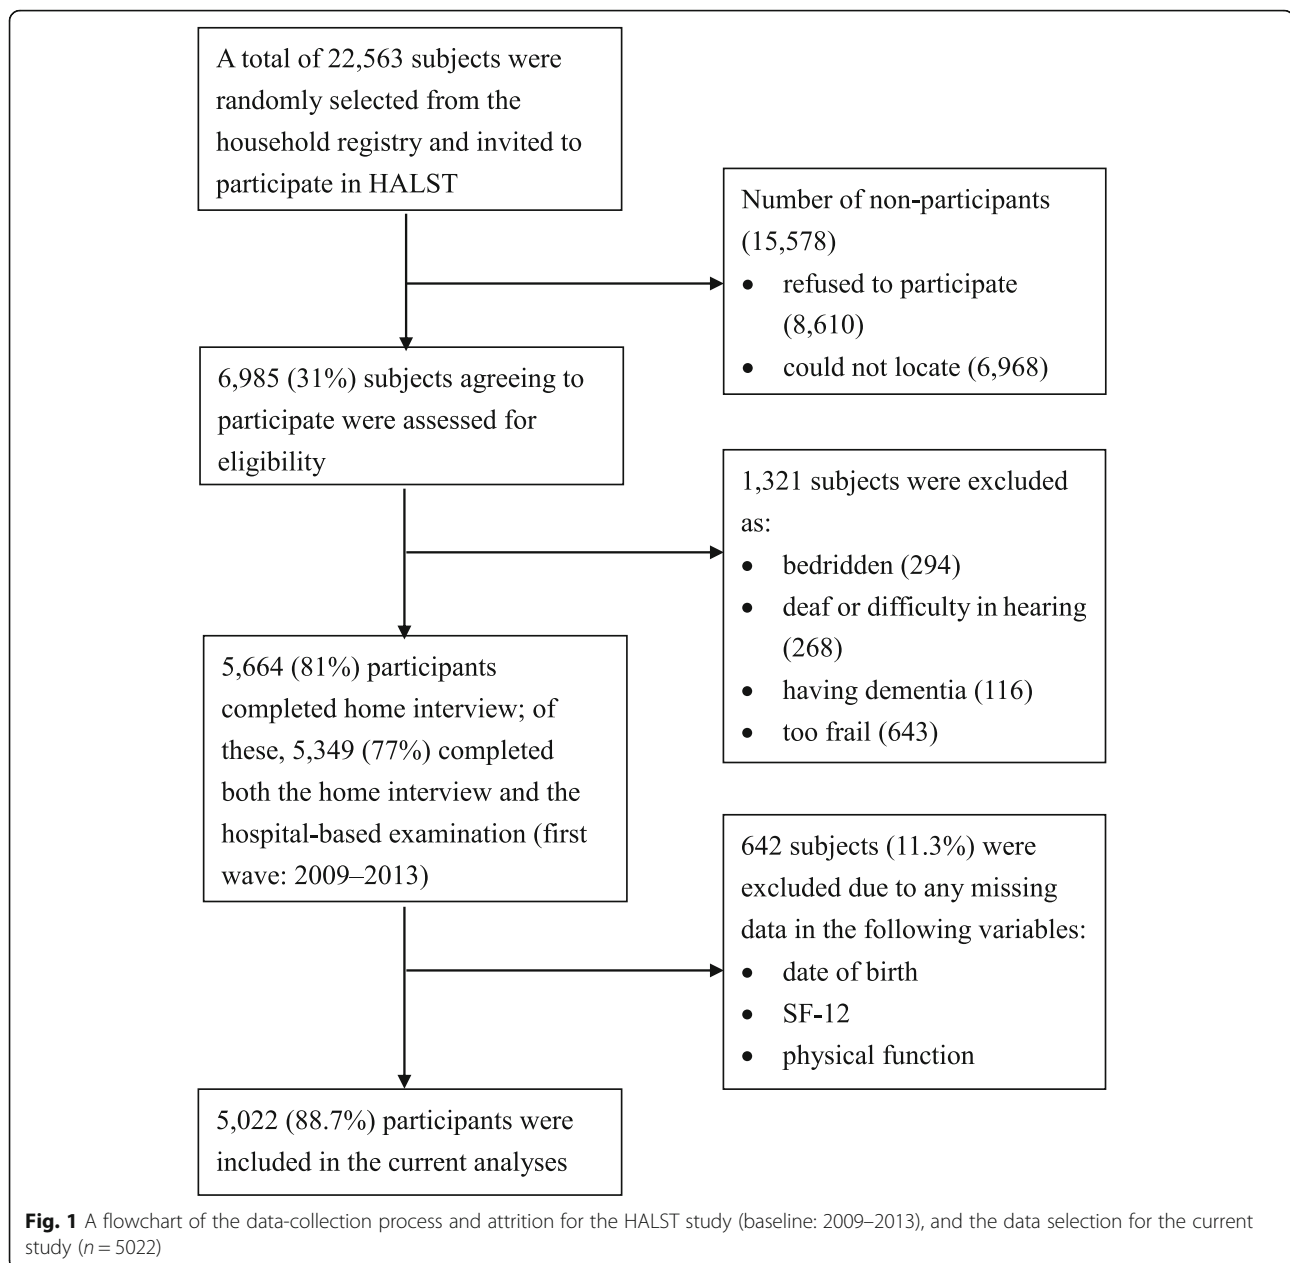 A total of 22,563 subjects were
randomly selected from the
household registry and invited to
participate in HALST
Number of non-participants
(15,578)
• refused to participate
(8,610)
• could not locate (6,968)
6,985 (31%) subjects agreeing to
participate were assessed for
eligibility
1,321 subjects were excluded
as:
• bedridden (294)
• deaf or difficulty in hearing
(268)
• having dementia (116)
• too frail (643)
5,664 (81%) participants
completed home interview; of
these, 5,349 (77%) completed
both the home interview and the
hospital-based examination (first
wave: 2009–2013)
642 subjects (11.3%) were
excluded due to any missing
data in the following variables:
• date of birth
• SF-12
• physical function
5,022 (88.7%) participants were
included in the current analyses
Fig. 1 A flowchart of the data-collection process and attrition for the HALST study (baseline: 2009–2013), and the data selection for the current
study (n = 5022)